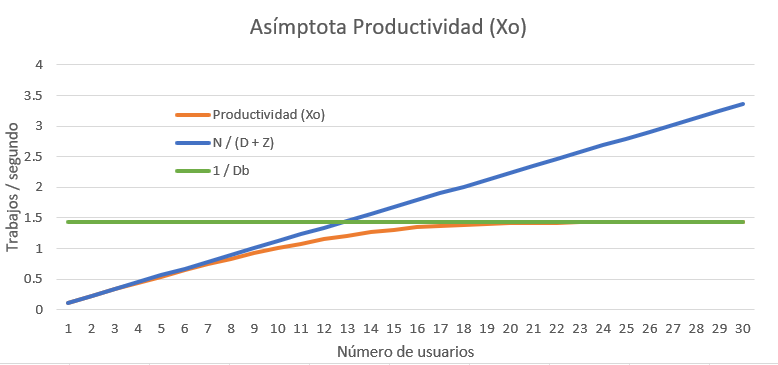 Asímptota Productividad (Xo)
Trabajos / segundo
4
3.5
3
2.5
2
1.5
1
0.5
0
Productividad (Xo)
N / (D + Z)
1 / Db
1 2 3 4 5 6 7 8 9 10 11 12 13 14 15 16 17 18 19 20 21 22 23 24 25 26 27 28 29 30
Número de usuarios